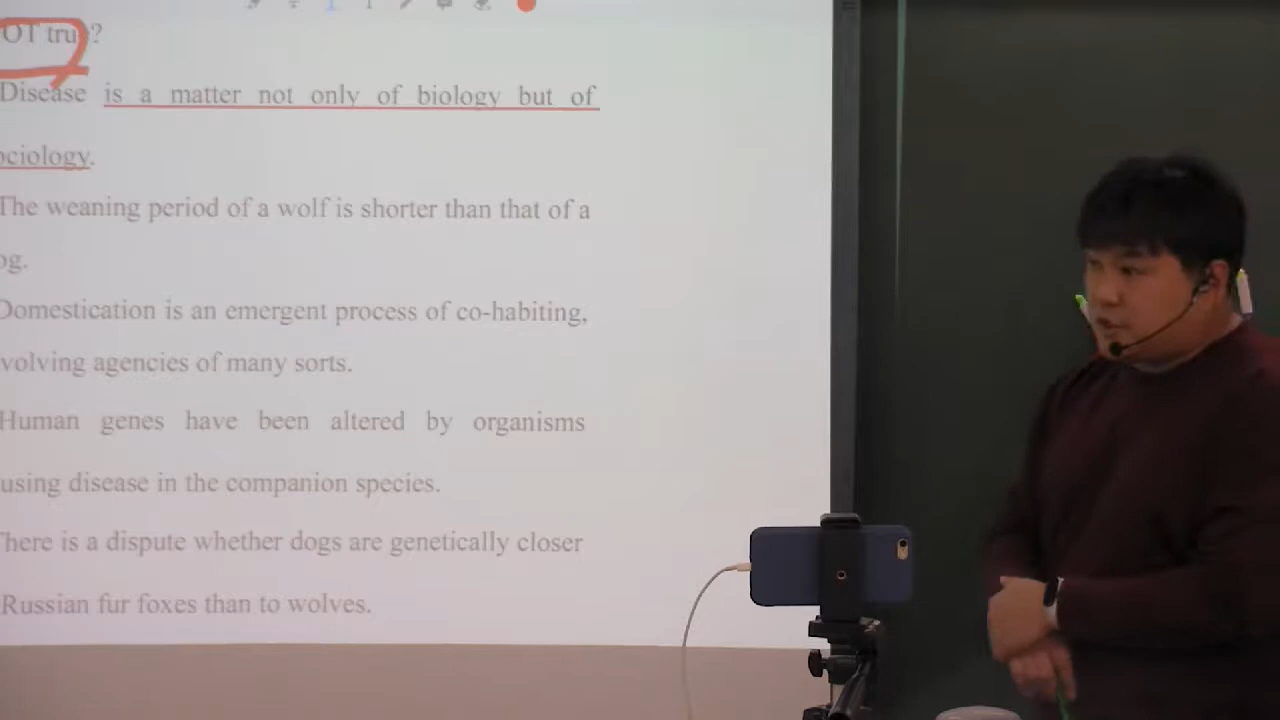 OT true?
Disease is a matter not only of biology but of
ociology.
The weaning period of a wolf is shorter than that of a
og.
Domestication is an emergent process of co-habiting,
volving agencies of many sorts.
Human genes have been altered by organisms
using disease in the companion species.
There is a dispute whether dogs are genetically closer
Russian fur foxes than to wolves.